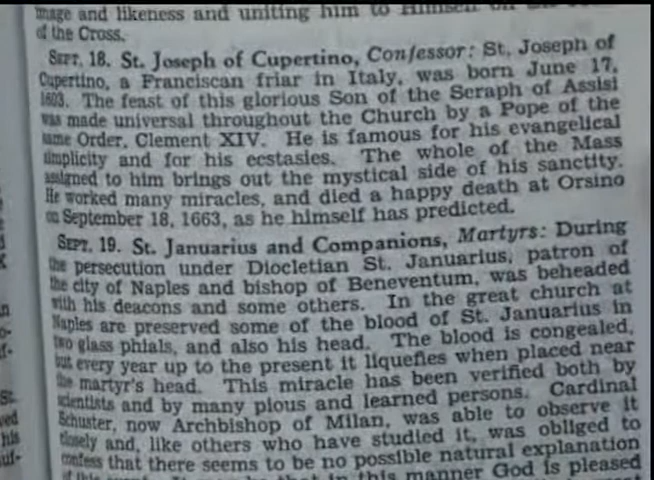 image and likeness and uniting him to Himself on the
of the Cross.
SEPT. 18. St. Joseph of Cupertino, Confessor: St. Joseph of
Cupertino, a Franciscan friar in Italy, was born June 17,
1603. The feast of this glorious Son of the Seraph of Assisi
was made universal throughout the Church by a Pope of the
same Order, Clement XIV. He is famous for his evangelical
simplicity and for his ecstasies. The whole of the Mass
assigned to him brings out the mystical side of his sanctity.
He worked many miracles, and died a happy death at Orsino
on September 18, 1663, as he himself has predicted.
SEPT. 19. St. Januarius and Companions, Martyrs: During
the persecution under Diocletian St. Januarius, patron of
the city of Naples and bishop of Beneventum, was beheaded
with his deacons and some others. In the great church at
Naples are preserved some of the blood of St. Januarius in
two glass phials, and also his head. The blood is congealed,
but every year up to the present it liquefies when placed near
the martyr's head. This miracle has been verified both by
scientists and by many pious and learned persons. Cardinal
Schuster, now Archbishop of Milan, was able to observe it
closely and, like others who have studied it, was obliged to
confess that there seems to be no possible natural explanation
in this manner God is pleased